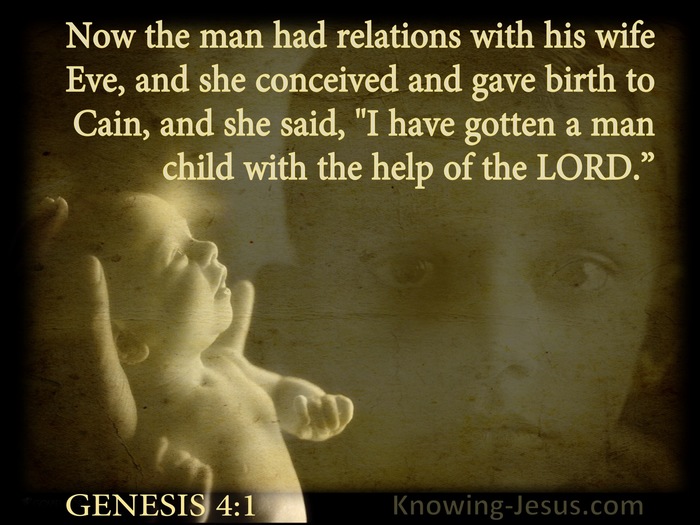 Now the man had relations with his wife
Eve, and she conceived and gave birth to
Cain, and she said, "I have gotten a man
child with the help of the LORD.”
GENESIS 4:1
Knowing-Jesus.com